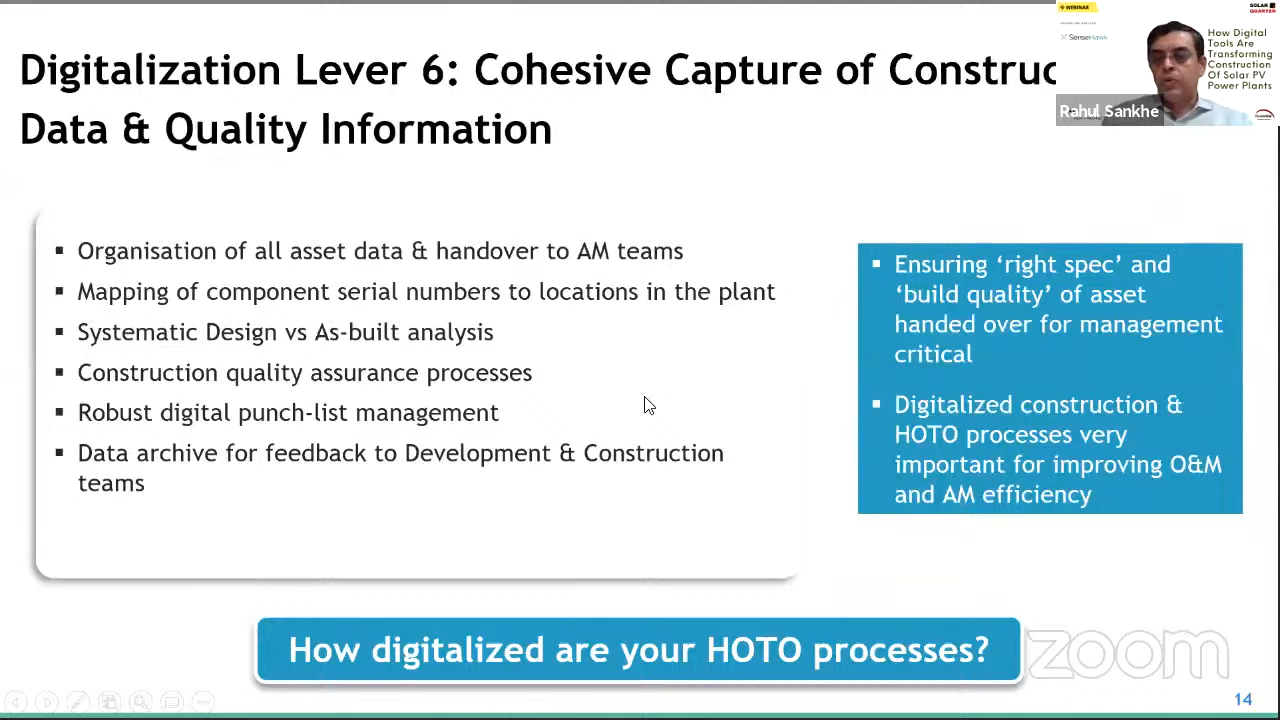 WEBINAR
SOLAR
QUARTER
SenseHawk
How Digital
Tools Are
Transforming
Construction
Of Solar PV
Power Plants
Rahul Sankhe
Digitalization Lever 6: Cohesive Capture of Construc
Data & Quality Information
▪ Organisation of all asset data & handover to AM teams
▪ Mapping of component serial numbers to locations in the plant
▪ Systematic Design vs As-built analysis
▪ Construction quality assurance processes
▪ Robust digital punch-list management
▪ Data archive for feedback to Development & Construction
teams
▪ Ensuring ‘right spec’ and
‘build quality’ of asset
handed over for management
critical
▪ Digitalized construction &
HOTO processes very
important for improving O&M
and AM efficiency
How digitalized are your HOTO processes?
zoom
14